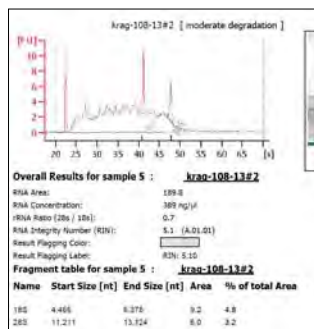 krag-108-13#2 [ moderate degradation ]
[FU]
10
8
6
4
2
0
20 25 30 35 40 45 50 55 60 65 [s]
Overall Results for sample 5 : krag-108-13#2
RNA Area: 189.8
RNA Concentration: 389 ng/µl
rRNA Ratio (28s / 18s): 0.7
RNA Integrity Number (RIN): 5.1 (A.01.01)
Result Flagging Color:
Result Flagging Label: RIN: 5.10
Fragment table for sample 5 : krag-108-13#2
Name Start Size [nt] End Size [nt] Area % of total Area
18S 4,466 6,378 9.2 4.8
28S 11,211 13,124 6.0 3.2